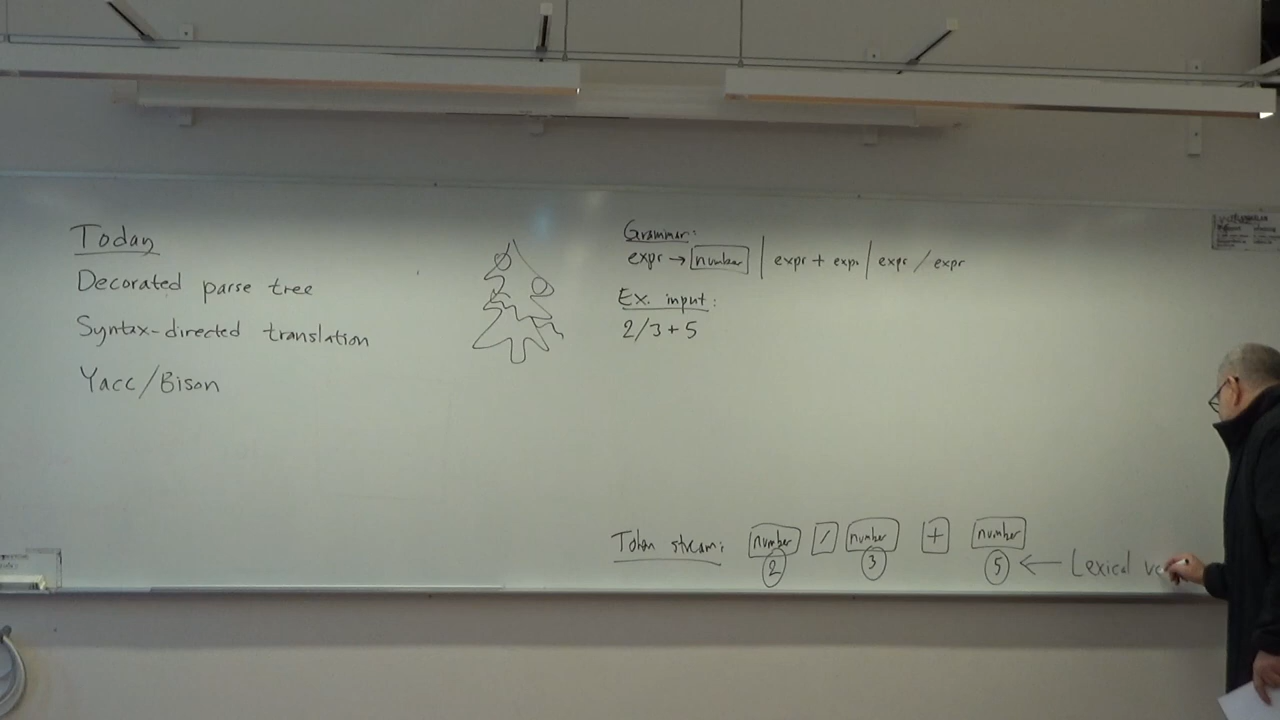 Today
Decorated parse tree
Syntax-directed translation
Yacc/Bison
Grammar:
expr → number | expr + expr | expr / expr
Ex. input:
2/3+5
Token stream: number / number + number
2 3 5 ← Lexical